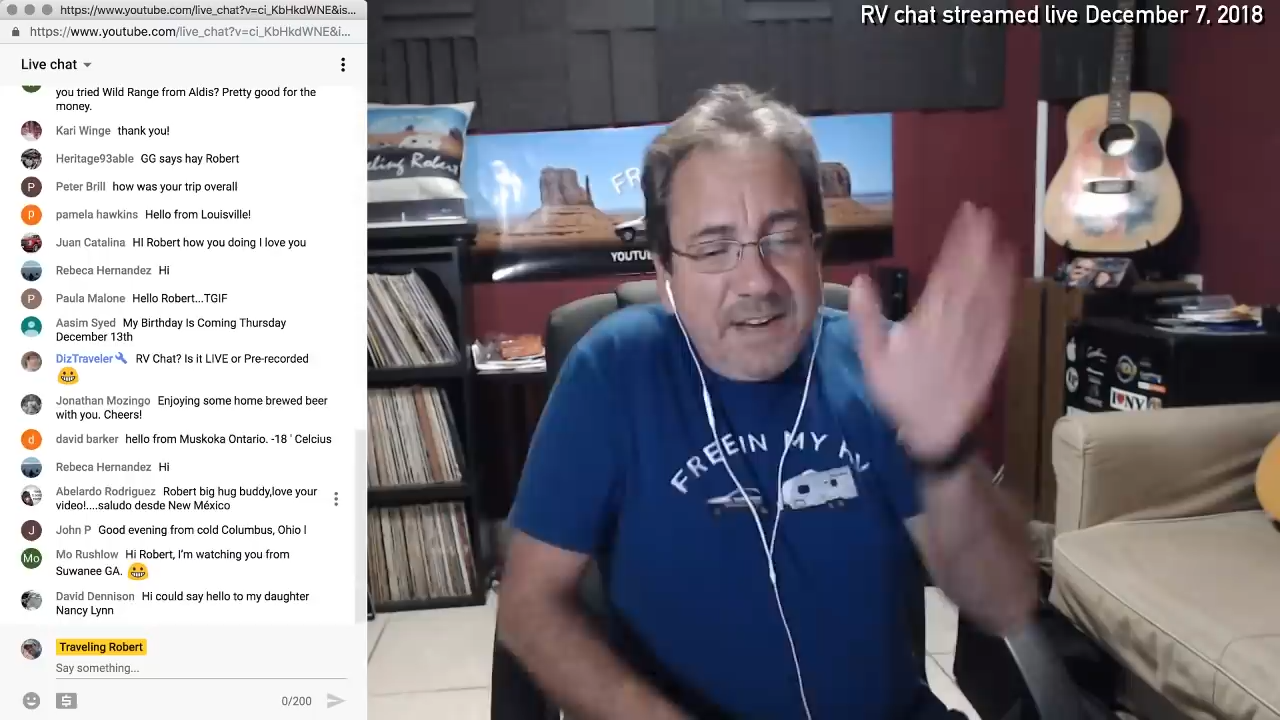 https://www.youtube.com/live_chat?v=ci_KbHkdWNE&is...
https://www.youtube.com/live_chat?v=ci_KbHkdWNE&i...
RV chat streamed live December 7, 2018
Live chat
you tried Wild Range from Aldis? Pretty good for the
money.
Kari Winge thank you!
Heritage93able GG says hay Robert
P Peter Brill how was your trip overall
p pamela hawkins Hello from Louisville!
Juan Catalina HI Robert how you doing I love you
Rebeca Hernandez Hi
P Paula Malone Hello Robert...TGIF
Aasim Syed My Birthday Is Coming Thursday
December 13th
DizTraveler RV Chat? Is it LIVE or Pre-recorded
Jonathan Mozingo Enjoying some home brewed beer
with you. Cheers!
d david barker hello from Muskoka Ontario. -18 ' Celcius
Rebeca Hernandez Hi
Abelardo Rodriguez Robert big hug buddy,love your
video!....saludo desde New México
J John P Good evening from cold Columbus, Ohio !
Mo Mo Rushlow Hi Robert, I'm watching you from
Suwanee GA.
David Dennison Hi could say hello to my daughter
Nancy Lynn
Traveling Robert
Say something...
$ 0/200
eling Robert
FR
YOUTU
FREEIN MY RV
I ♥ NY